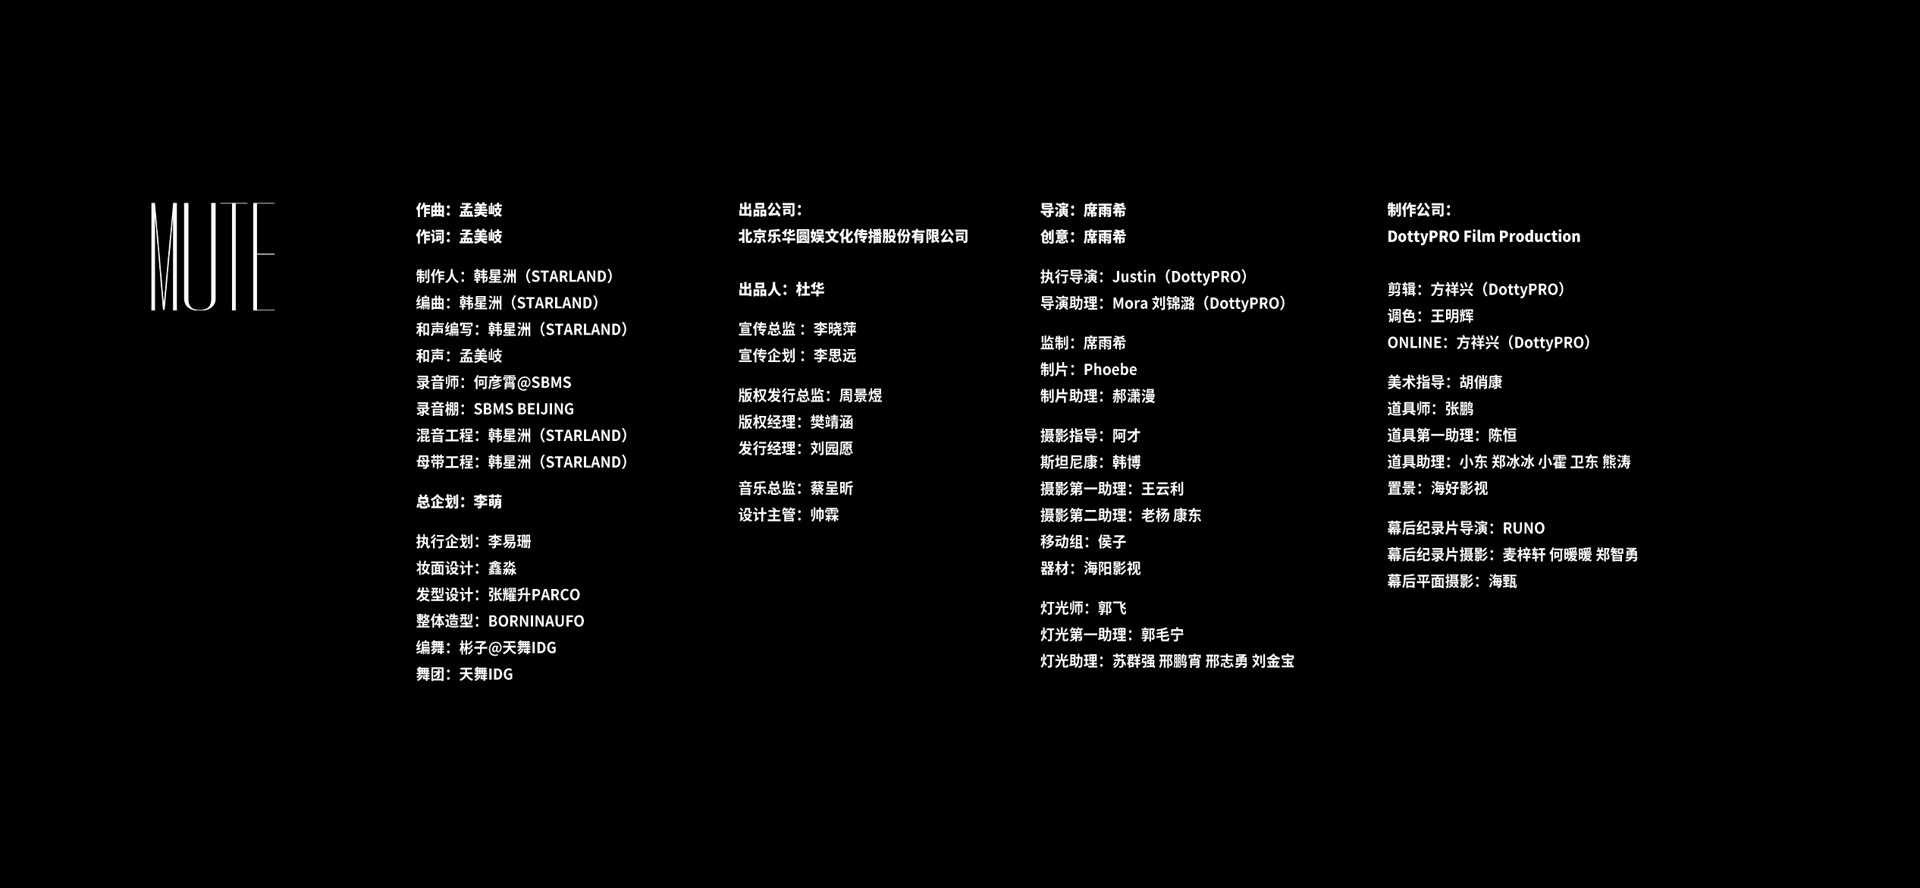 MUTE
作曲：孟美岐
作词：孟美岐
制作人：韩星洲（STARLAND）
编曲：韩星洲（STARLAND）
和声编写：韩星洲（STARLAND）
和声：孟美岐
录音师：何彦霄@SBMS
录音棚：SBMS BEIJING
混音工程：韩星洲（STARLAND）
母带工程：韩星洲（STARLAND）
总企划：李萌
执行企划：李易珊
妆面设计：鑫淼
发型设计：张耀升PARCO
整体造型：BORNINAUFO
编舞：彬子@天舞IDG
舞团：天舞IDG
出品公司：
北京乐华圆娱文化传播股份有限公司
出品人：杜华
宣传总监 ：李晓萍
宣传企划 ：李思远
版权发行总监：周景煜
版权经理：樊靖涵
发行经理：刘园愿
音乐总监：蔡呈昕
设计主管：帅霖
导演：席雨希
创意：席雨希
执行导演：Justin（DottyPRO）
导演助理：Mora 刘锦潞（DottyPRO）
监制：席雨希
制片：Phoebe
制片助理：郝潇漫
摄影指导：阿才
斯坦尼康：韩博
摄影第一助理：王云利
摄影第二助理：老杨 康东
移动组：侯子
器材：海阳影视
灯光师：郭飞
灯光第一助理：郭毛宁
灯光助理：苏群强 邢鹏宵 邢志勇 刘金宝
制作公司：
DottyPRO Film Production
剪辑：方祥兴（DottyPRO）
调色：王明辉
ONLINE：方祥兴（DottyPRO）
美术指导：胡俏康
道具师：张鹏
道具第一助理：陈恒
道具助理：小东 郑冰冰 小霍 卫东 熊涛
置景：海好影视
幕后纪录片导演：RUNO
幕后纪录片摄影：麦梓轩 何暖暖 郑智勇
幕后平面摄影：海甄